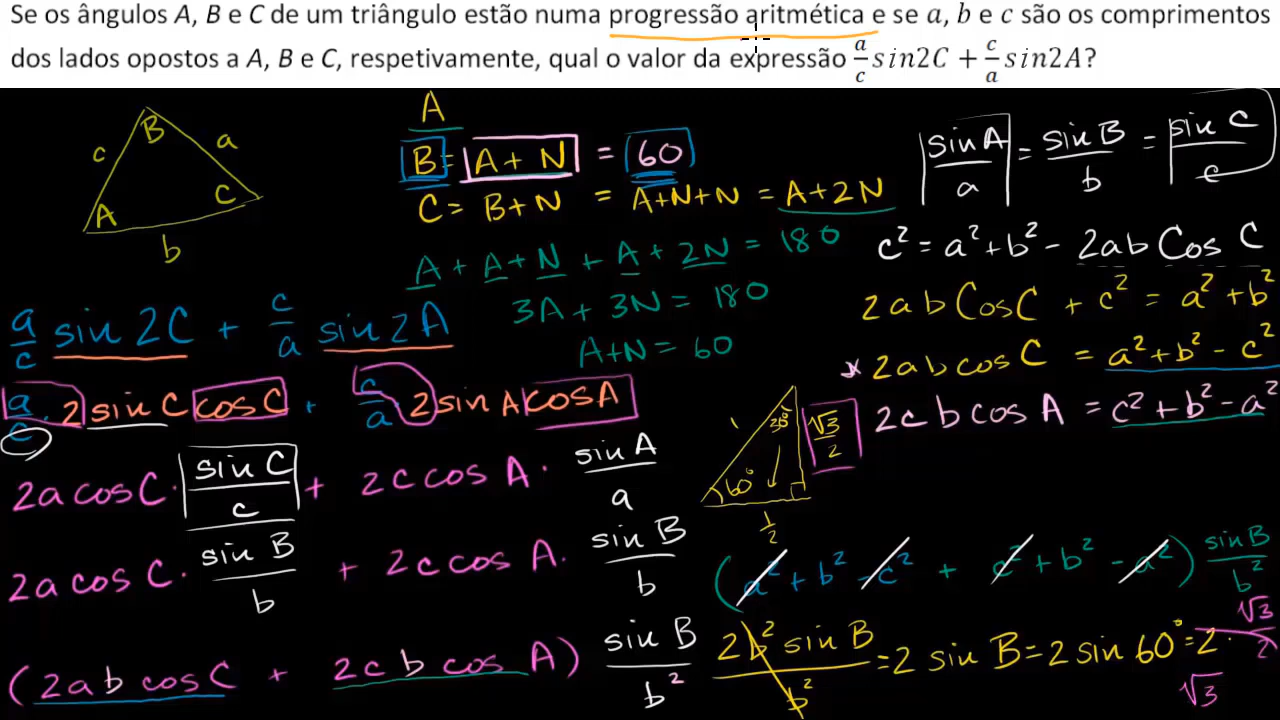 Se os ângulos A, B e C de um triângulo estão numa progressão aritmética e se a, b e c são os comprimentos
dos lados opostos a A, B e C, respetivamente, qual o valor da expressão a/c sin2C + c/a sin2A?
B
c
a
A
C
b
A
B = A + N = 60
C = B+N = A+N+N = A+2N
A + A + N + A + 2N = 180
3A + 3N = 180
A+N = 60
sin A/a = sin B/b = sin C/c
c² = a² + b² - 2ab Cos C
2ab Cos C + c² = a² + b²
* 2ab cos C = a² + b² - c²
2cb cos A = c² + b² - a²
a/c sin 2C + c/a sin 2A
a/c · 2 sin C cos C + c/a 2 sin A cos A
2a cos C · sin C/c + 2c cos A · sin A/a
2a cos C · sin B/b + 2c cos A · sin B/b
(2ab cos C + 2cb cos A) sin B/b²
1
30°
√3/2
60°
1/2
(a² + b² - c² + c² + b² - a²) sin B/b²
2b² sin B/b² = 2 sin B = 2 sin 60° = 2 · √3/2
√3